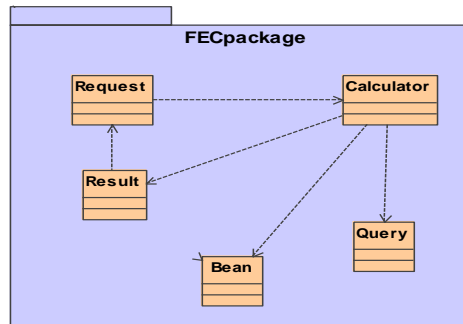 FECpackage
Request
Calculator
Result
Query
Bean